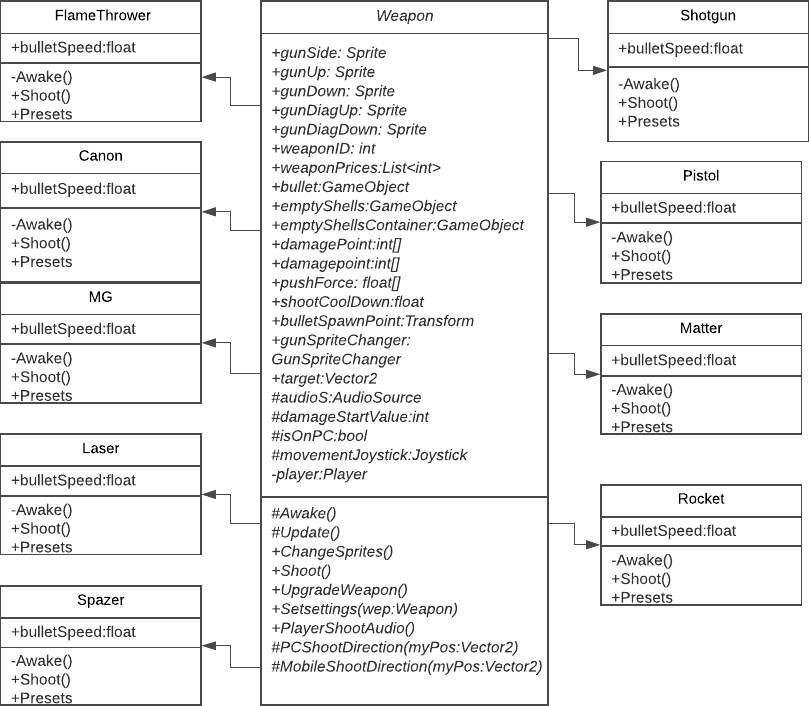 FlameThrower
+bulletSpeed:float
-Awake()
+Shoot()
+Presets
Canon
+bulletSpeed:float
-Awake()
+Shoot()
+Presets
MG
+bulletSpeed:float
-Awake()
+Shoot()
+Presets
Laser
+bulletSpeed:float
-Awake()
+Shoot()
+Presets
Spazer
+bulletSpeed:float
-Awake()
+Shoot()
+Presets
Weapon
+gunSide: Sprite
+gunUp: Sprite
+gunDown: Sprite
+gunDiagUp: Sprite
+gunDiagDown: Sprite
+weaponID: int
+weaponPrices:List<int>
+bullet:GameObject
+emptyShells:GameObject
+emptyShellsContainer:GameObject
+damagePoint:int[]
+damagepoint:int[]
+pushForce: float[]
+shootCoolDown:float
+bulletSpawnPoint:Transform
+gunSpriteChanger:
GunSpriteChanger
+target:Vector2
#audioS:AudioSource
#damageStartValue:int
#isOnPC:bool
#movementJoystick:Joystick
-player:Player
#Awake()
#Update()
+ChangeSprites()
+Shoot()
+UpgradeWeapon()
+Setsettings(wep:Weapon)
+PlayerShootAudio()
#PCShootDirection(myPos:Vector2)
#MobileShootDirection(myPos:Vector2)
Shotgun
+bulletSpeed:float
-Awake()
+Shoot()
+Presets
Pistol
+bulletSpeed:float
-Awake()
+Shoot()
+Presets
Matter
+bulletSpeed:float
-Awake()
+Shoot()
+Presets
Rocket
+bulletSpeed:float
-Awake()
+Shoot()
+Presets